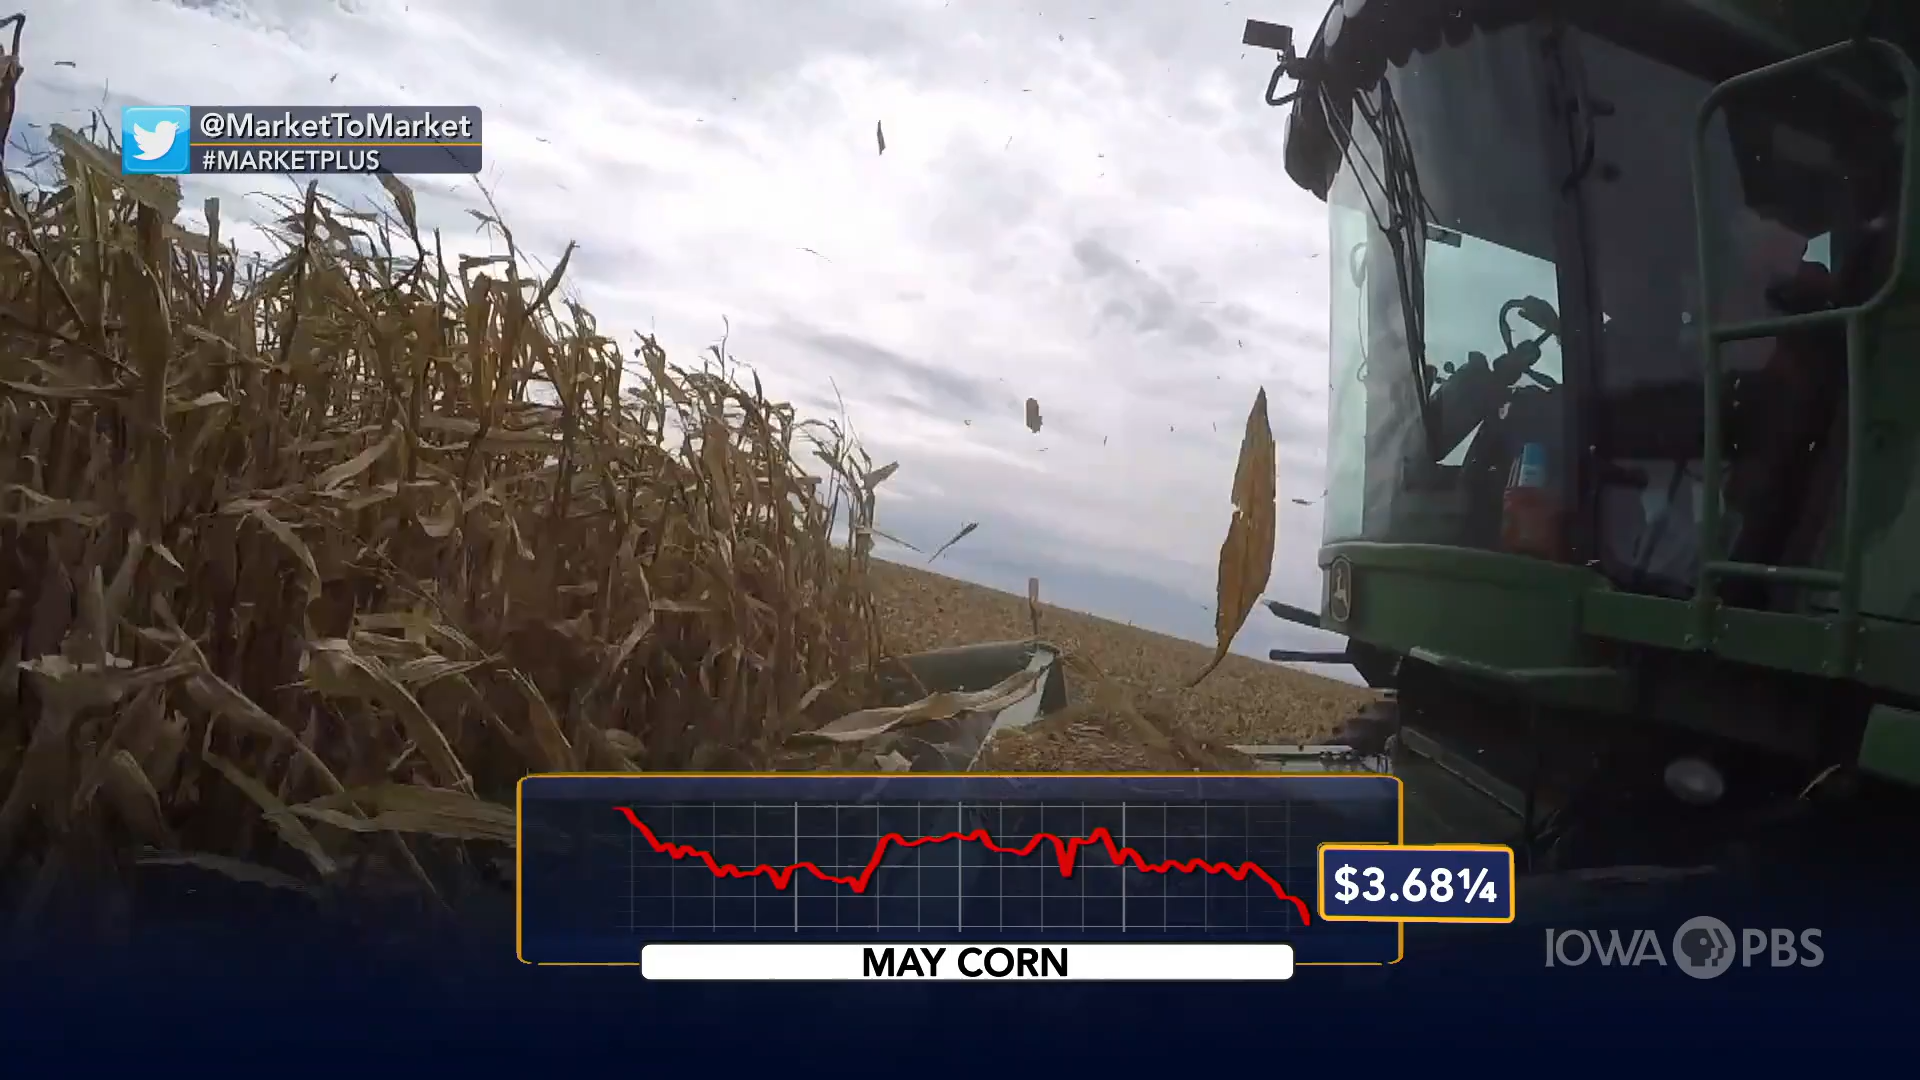 @MarketToMarket
#MARKETPLUS
$3.68¼
MAY CORN
IOWA PBS